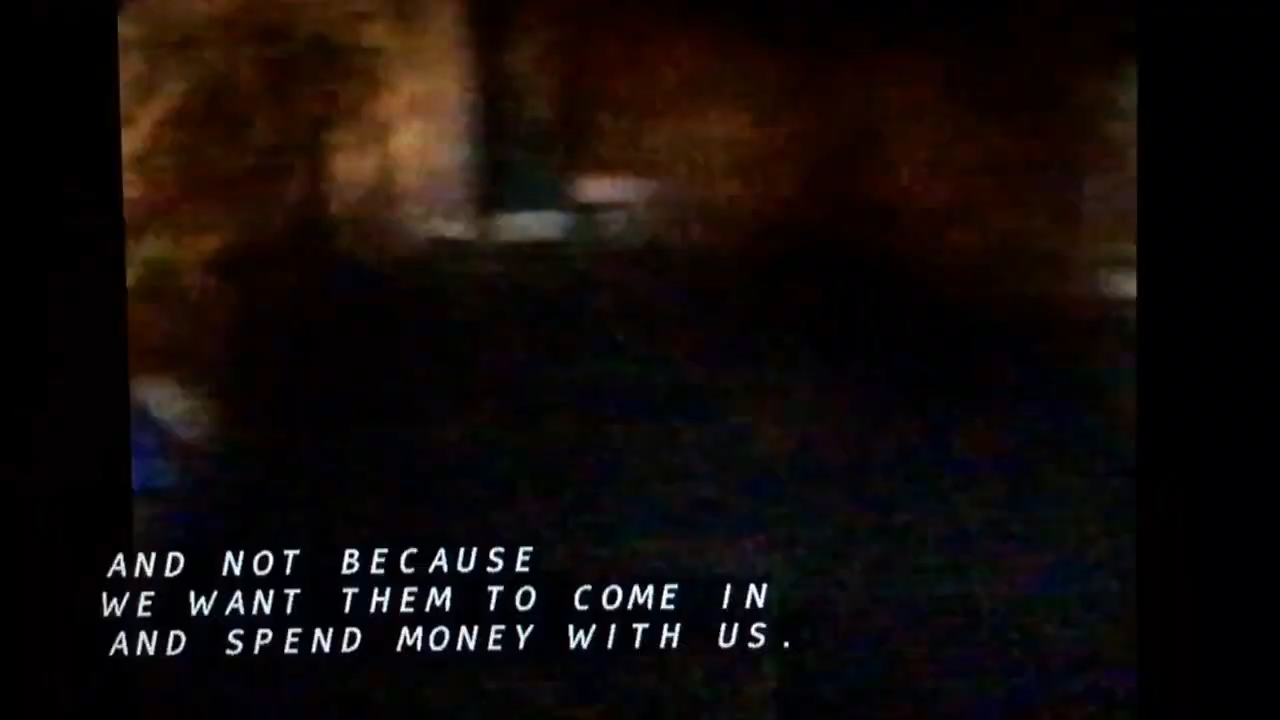 AND NOT BECAUSE
WE WANT THEM TO COME IN
AND SPEND MONEY WITH US.